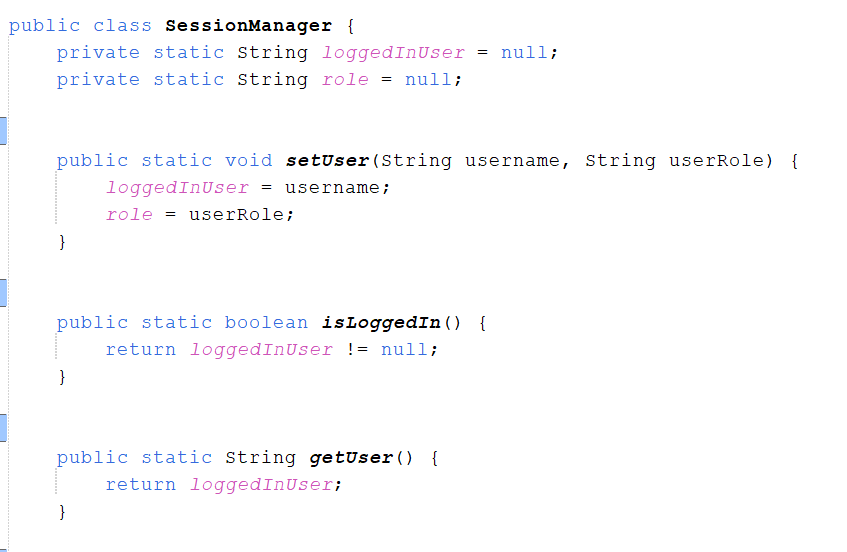 public class SessionManager {
    private static String loggedInUser = null;
    private static String role = null;
    public static void setUser(String username, String userRole) {
        loggedInUser = username;
        role = userRole;
    }
    public static boolean isLoggedIn() {
        return loggedInUser != null;
    }
    public static String getUser() {
        return loggedInUser;
    }